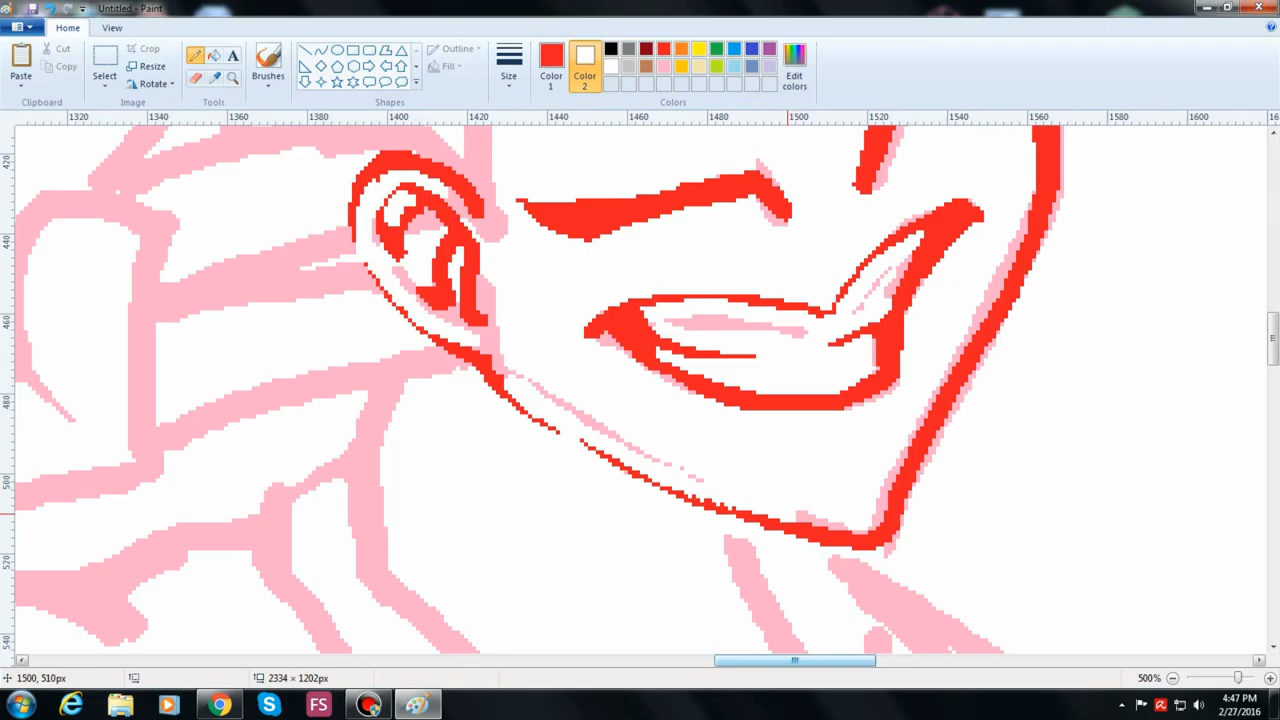 Untitled - Paint
Home View
Paste
Cut
Copy
Clipboard
Select
Crop
Resize
Rotate
Image
A
Tools
Brushes
Outline
Fill
Shapes
Size
Color 1
Color 2
Colors
Edit colors
1320 1340 1360 1380 1400 1420 1440 1460 1480 1500 1520 1540 1560 1580 1600
420
440
460
480
500
520
540
1500, 510px
2334 × 1202px
500%
FS
4:47 PM
2/27/2016